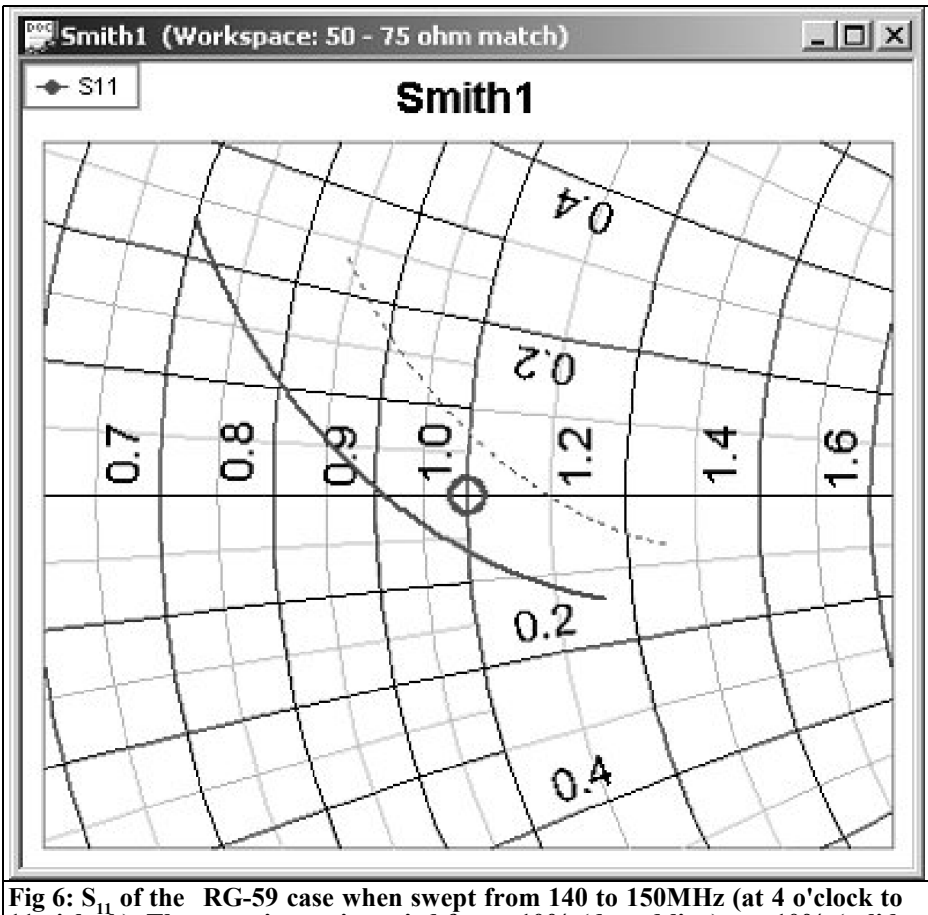 Smith1 (Workspace: 50 - 75 ohm match)
S11
Smith1
0.4
0.2
0.7
0.8
0.9
1.0
1.2
1.4
1.6
0.2
0.4
Fig 6: S11 of the RG-59 case when swept from 140 to 150MHz (at 4 o'clock to